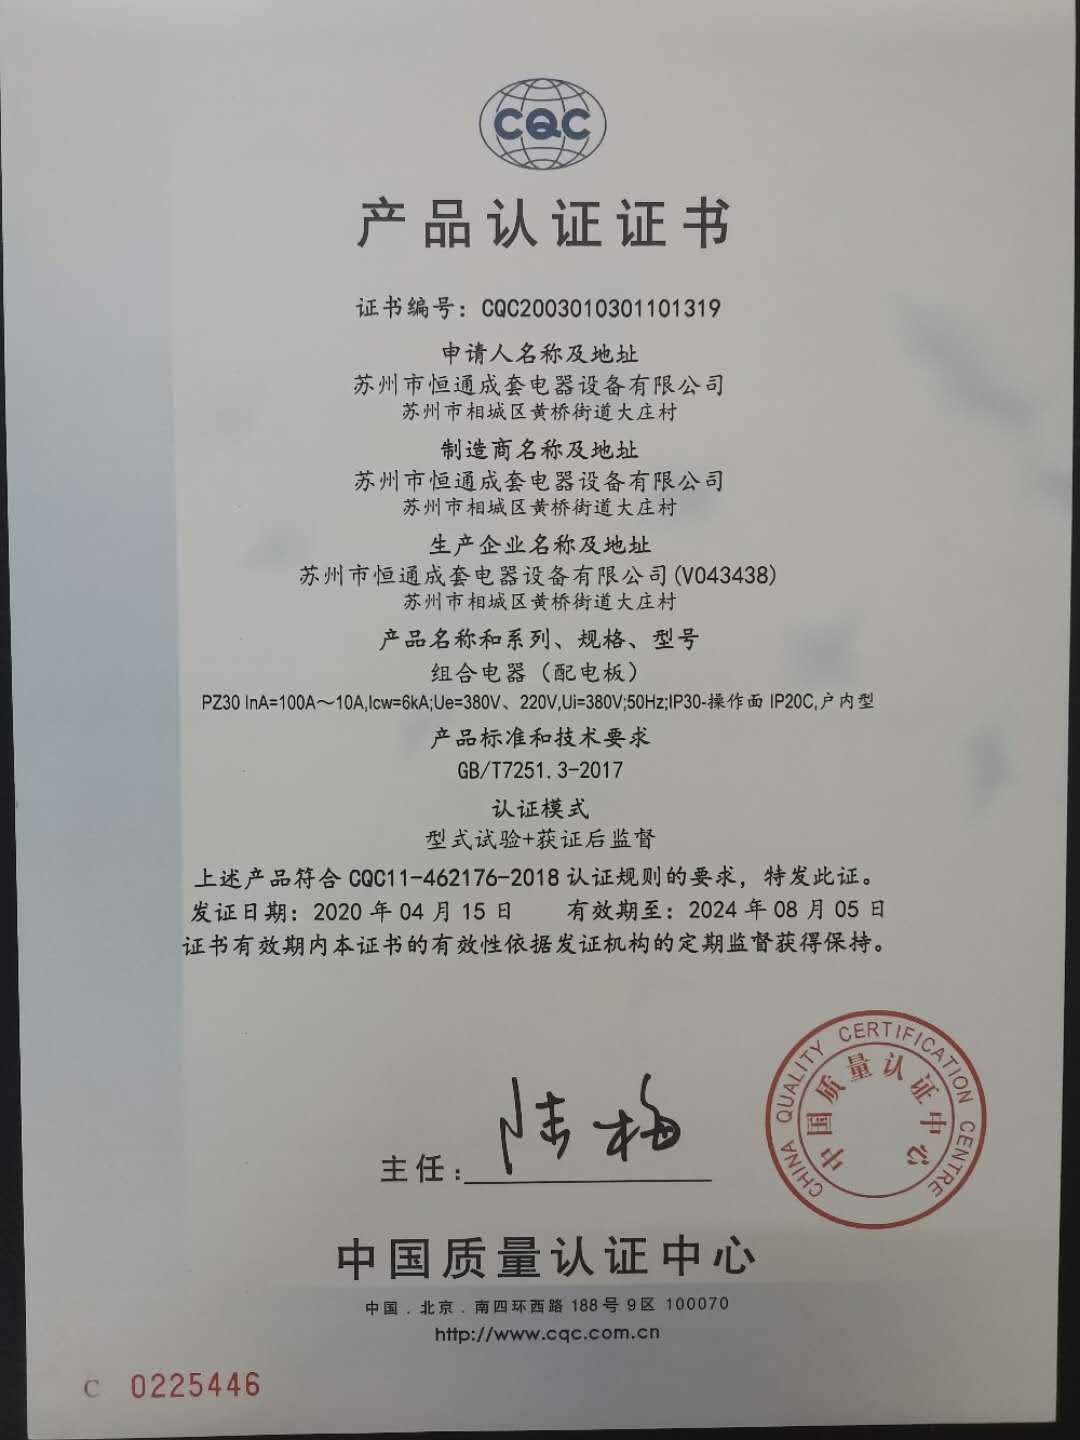 CQC
产品认证证书
证书编号：CQC2003010301101319
申请人名称及地址
苏州市恒通成套电器设备有限公司
苏州市相城区黄桥街道大庄村
制造商名称及地址
苏州市恒通成套电器设备有限公司
苏州市相城区黄桥街道大庄村
生产企业名称及地址
苏州市恒通成套电器设备有限公司(V043438)
苏州市相城区黄桥街道大庄村
产品名称和系列、规格、型号
组合电器（配电板）
PZ30 InA=100A～10A,Icw=6kA;Ue=380V、220V,Ui=380V;50Hz;IP30-操作面 IP20C,户内型
产品标准和技术要求
GB/T7251.3-2017
认证模式
型式试验+获证后监督
上述产品符合 CQC11-462176-2018 认证规则的要求，特发此证。
发证日期：2020 年 04 月 15 日 有效期至：2024 年 08 月 05 日
证书有效期内本证书的有效性依据发证机构的定期监督获得保持。
CHINA QUALITY CERTIFICATION CENTRE
中国质量认证中心
主任：陆梅
中国质量认证中心
中国．北京．南四环西路 188号 9区 100070
http://www.cqc.com.cn
C 0225446